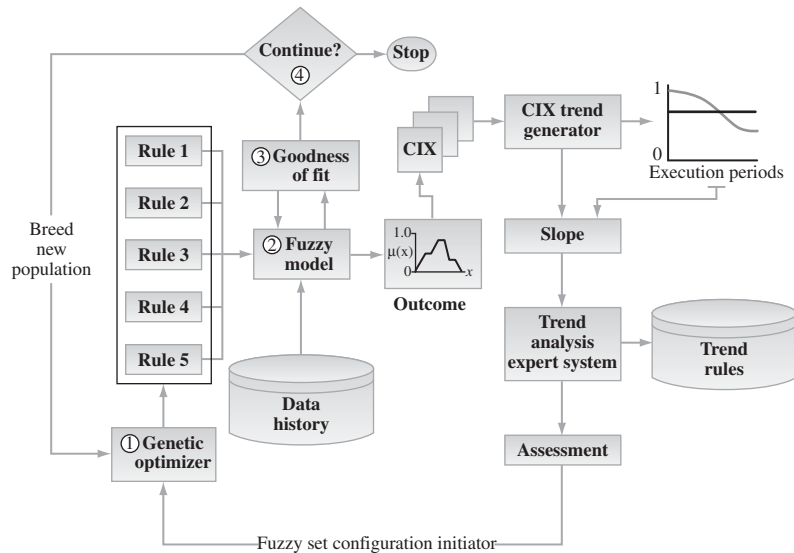 Continue?
④
Stop
Rule 1
Rule 2
Rule 3
Rule 4
Rule 5
Breed
new
population
③ Goodness
of fit
② Fuzzy
model
Data
history
① Genetic
optimizer
1.0
μ(x)
0
x
Outcome
CIX
CIX trend
generator
1
0
Execution periods
Slope
Trend
analysis
expert system
Trend
rules
Assessment
Fuzzy set configuration initiator